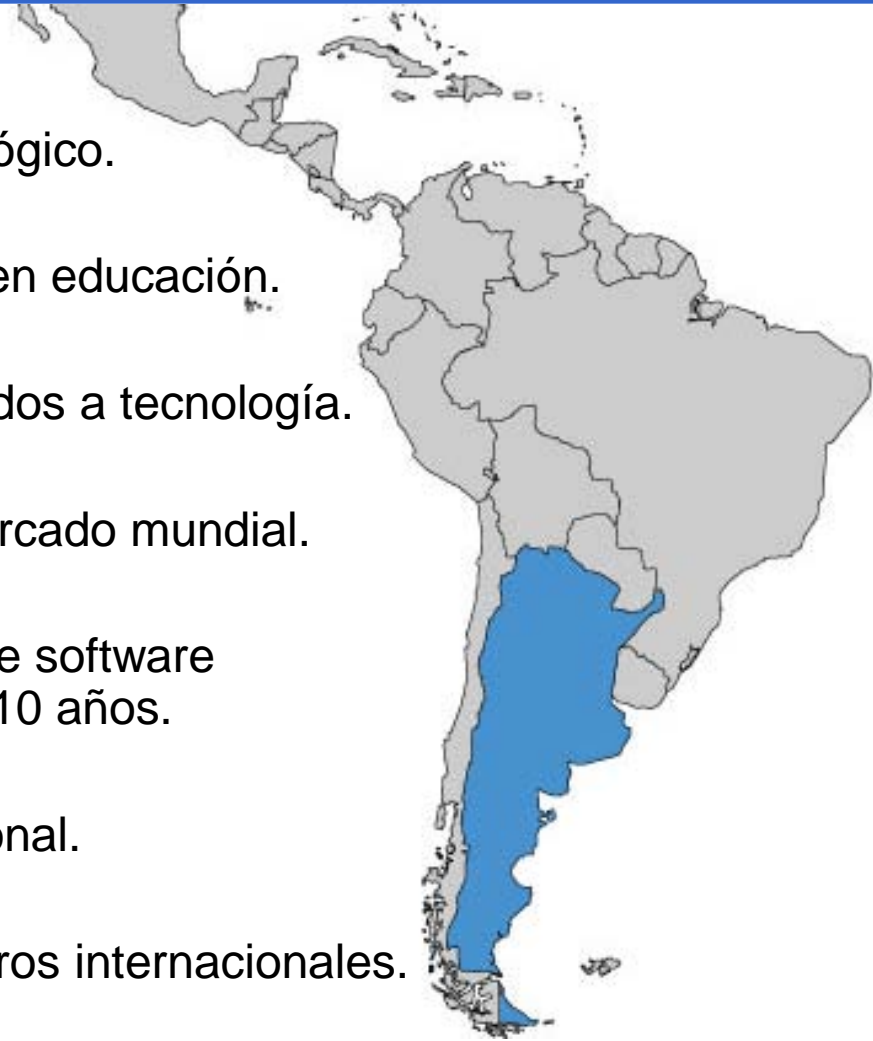 ógico.
en educación.
dos a tecnología.
rcado mundial.
e software
10 años.
onal.
ros internacionales.